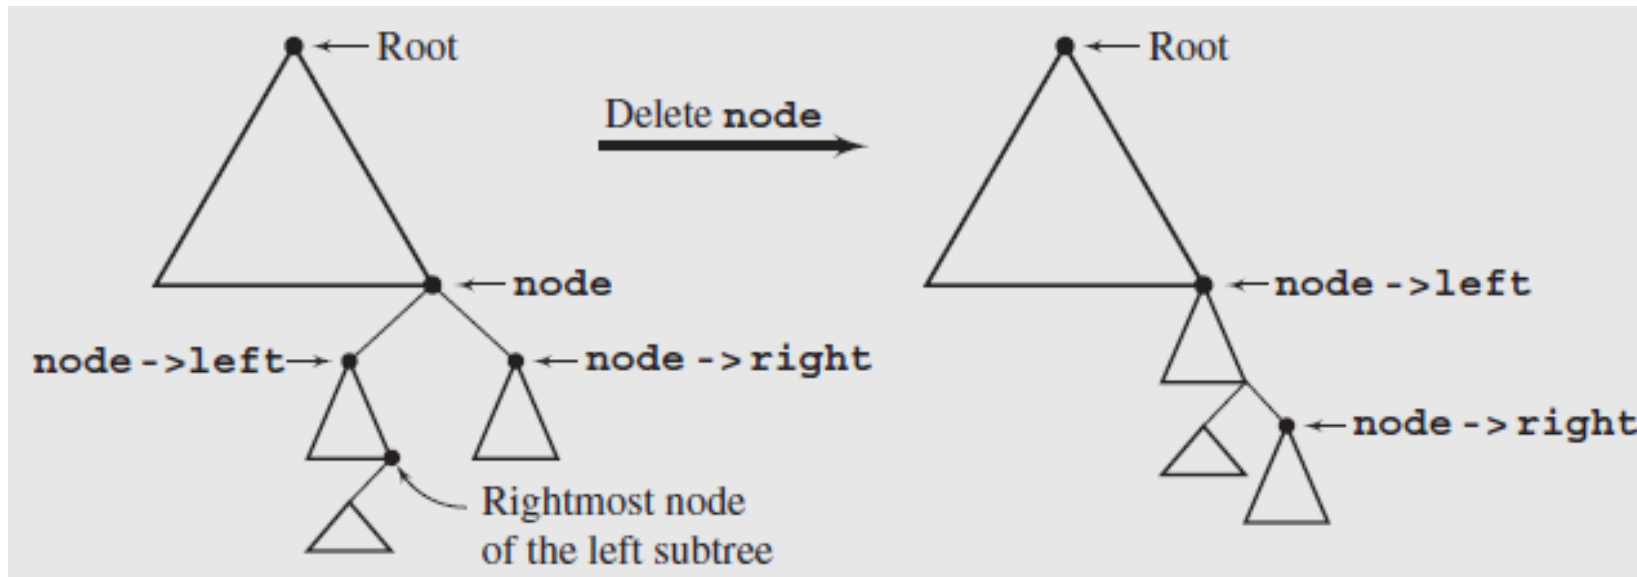 Root
Root
Delete node
node
node ->left
node ->left
node -> right
node -> right
Rightmost node
of the left subtree